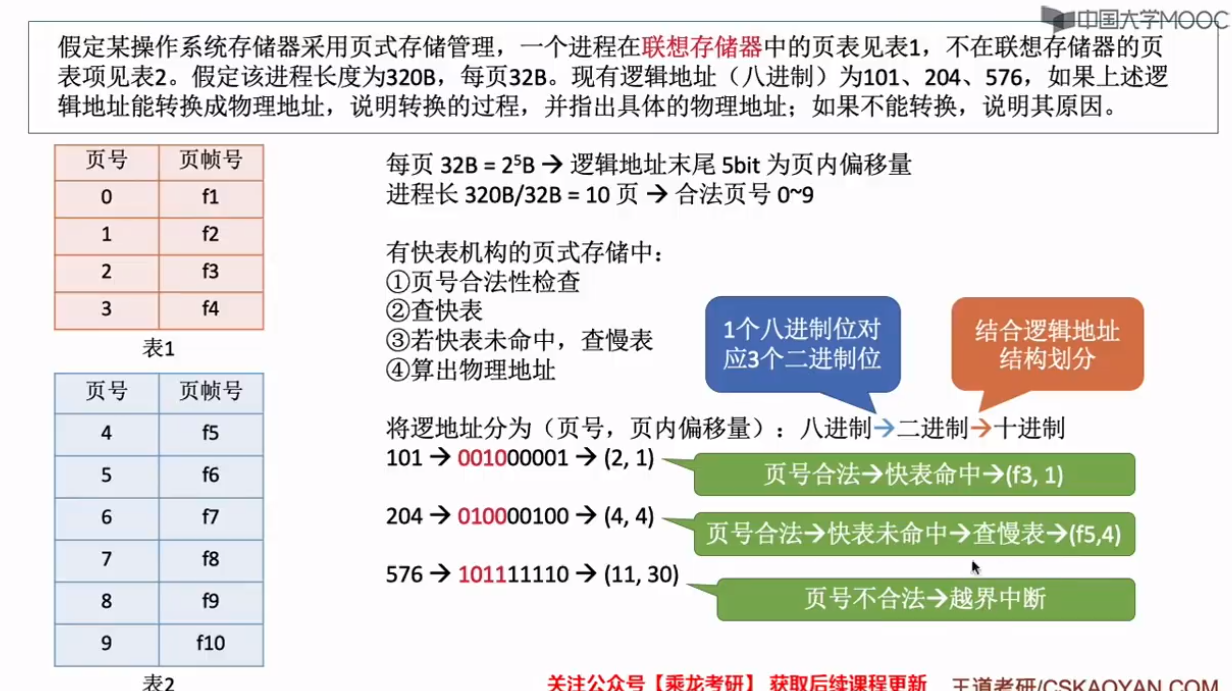 中国大学MOOC
假定某操作系统存储器采用页式存储管理，一个进程在联想存储器中的页表见表1，不在联想存储器的页
表项见表2。假定该进程长度为320B，每页32B。现有逻辑地址（八进制）为101、204、576，如果上述逻
辑地址能转换成物理地址，说明转换的过程，并指出具体的物理地址；如果不能转换，说明其原因。
页号 页帧号
0 f1
1 f2
2 f3
3 f4
表1
页号 页帧号
4 f5
5 f6
6 f7
7 f8
8 f9
9 f10
表2
每页 32B = 2⁵B → 逻辑地址末尾 5bit 为页内偏移量
进程长 320B/32B = 10 页 → 合法页号 0~9
有快表机构的页式存储中：
①页号合法性检查
②查快表
③若快表未命中，查慢表
④算出物理地址
1个八进制位对
应3个二进制位
结合逻辑地址
结构划分
将逻地址分为（页号，页内偏移量）：八进制→二进制→十进制
101 → 001000001 → (2, 1)
页号合法→快表命中→(f3, 1)
204 → 010000100 → (4, 4)
页号合法→快表未命中→查慢表→(f5,4)
576 → 101111110 → (11, 30)
页号不合法→越界中断
关注公众号【乘龙考研】 获取后续课程更新
王道考研/CSKAOYAN.COM